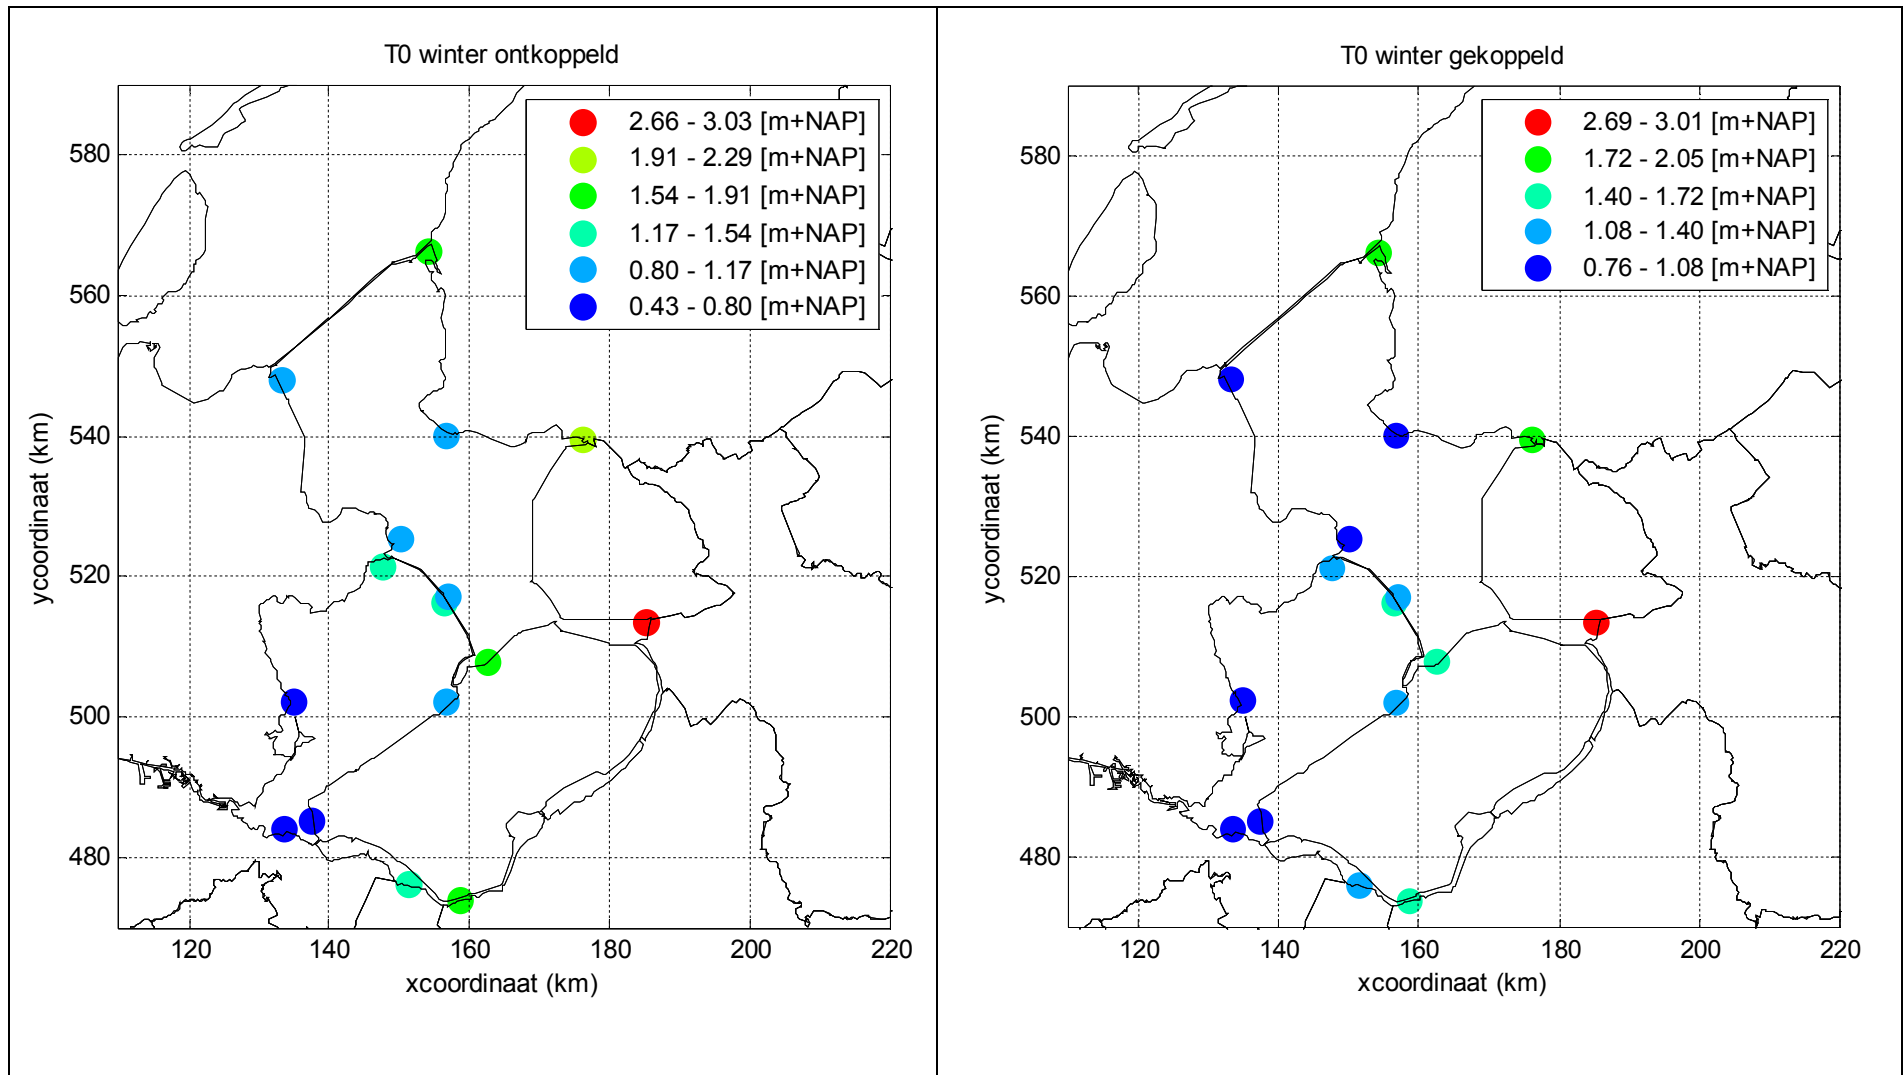 T0 winter ontkoppeld
2.66 - 3.03 [m+NAP]
1.91 - 2.29 [m+NAP]
1.54 - 1.91 [m+NAP]
1.17 - 1.54 [m+NAP]
0.80 - 1.17 [m+NAP]
0.43 - 0.80 [m+NAP]
580
560
540
520
500
480
ycoordinaat (km)
120 140 160 180 200 220
xcoordinaat (km)
T0 winter gekoppeld
2.69 - 3.01 [m+NAP]
1.72 - 2.05 [m+NAP]
1.40 - 1.72 [m+NAP]
1.08 - 1.40 [m+NAP]
0.76 - 1.08 [m+NAP]
580
560
540
520
500
480
ycoordinaat (km)
120 140 160 180 200 220
xcoordinaat (km)